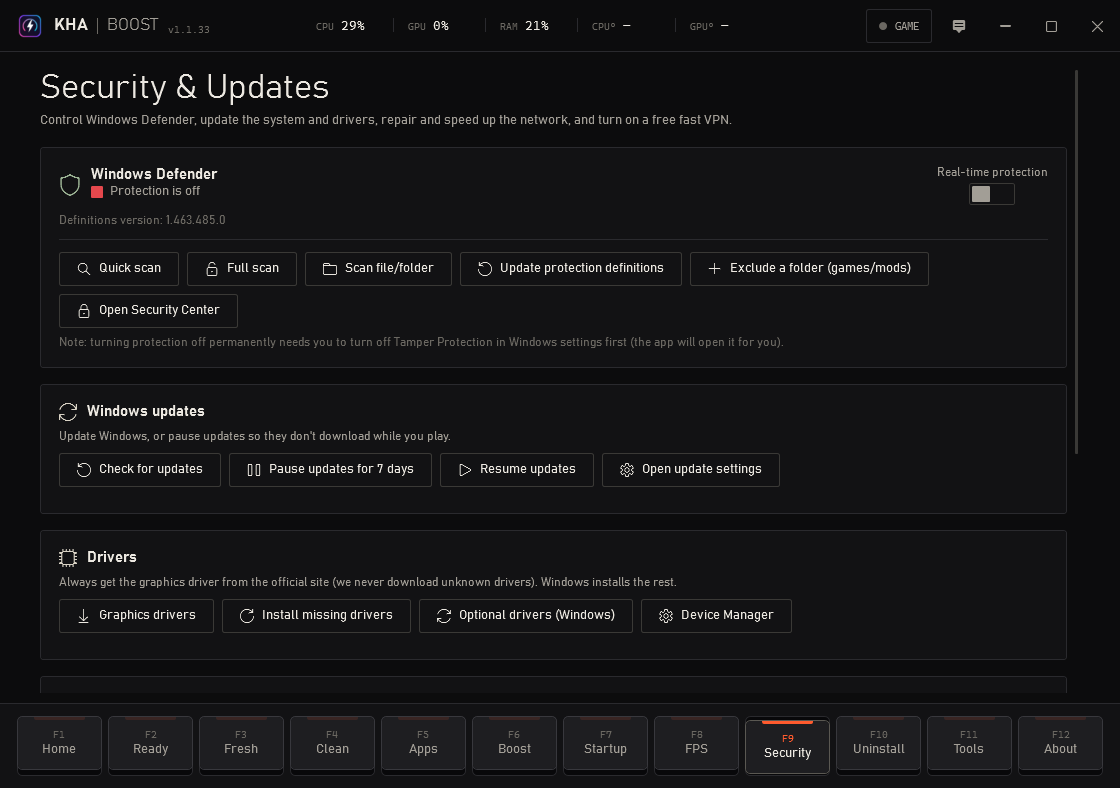 KHA | BOOST v1.1.33
CPU 29% GPU 0% RAM 21% CPU° — GPU° —
GAME
Security & Updates
Control Windows Defender, update the system and drivers, repair and speed up the network, and turn on a free fast VPN.
Windows Defender
Protection is off
Real-time protection
Definitions version: 1.463.485.0
Quick scan Full scan Scan file/folder Update protection definitions Exclude a folder (games/mods)
Open Security Center
Note: turning protection off permanently needs you to turn off Tamper Protection in Windows settings first (the app will open it for you).
Windows updates
Update Windows, or pause updates so they don't download while you play.
Check for updates Pause updates for 7 days Resume updates Open update settings
Drivers
Always get the graphics driver from the official site (we never download unknown drivers). Windows installs the rest.
Graphics drivers Install missing drivers Optional drivers (Windows) Device Manager
F1 F2 F3 F4 F5 F6 F7 F8 F9 F10 F11 F12
Home Ready Fresh Clean Apps Boost Startup FPS Security Uninstall Tools About